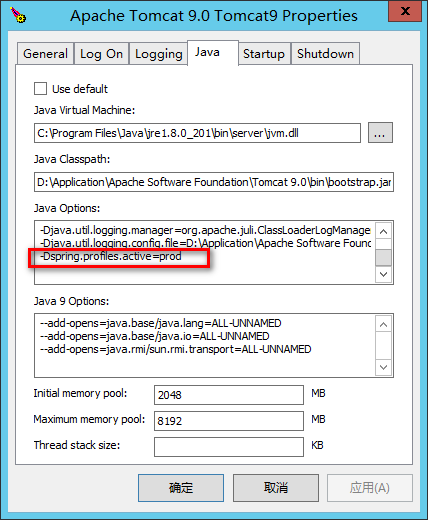 Apache Tomcat 9.0 Tomcat9 Properties
x
General Log On Logging Java Startup Shutdown
Use default
Java Virtual Machine:
C:\Program Files\Java\jre1.8.0_201\bin\server\jvm.dll ...
Java Classpath:
D:\Application\Apache Software Foundation\Tomcat 9.0\bin\bootstrap.jar
Java Options:
-Djava.util.logging.manager=org.apache.juli.ClassLoaderLogManager
-Djava.util.logging.config.file=D:\Application\Apache Software Found
-Dspring.profiles.active=prod
Java 9 Options:
--add-opens=java.base/java.lang=ALL-UNNAMED
--add-opens=java.base/java.io=ALL-UNNAMED
--add-opens=java.rmi/sun.rmi.transport=ALL-UNNAMED
Initial memory pool: 2048 MB
Maximum memory pool: 8192 MB
Thread stack size: KB
确定 取消 应用(A)